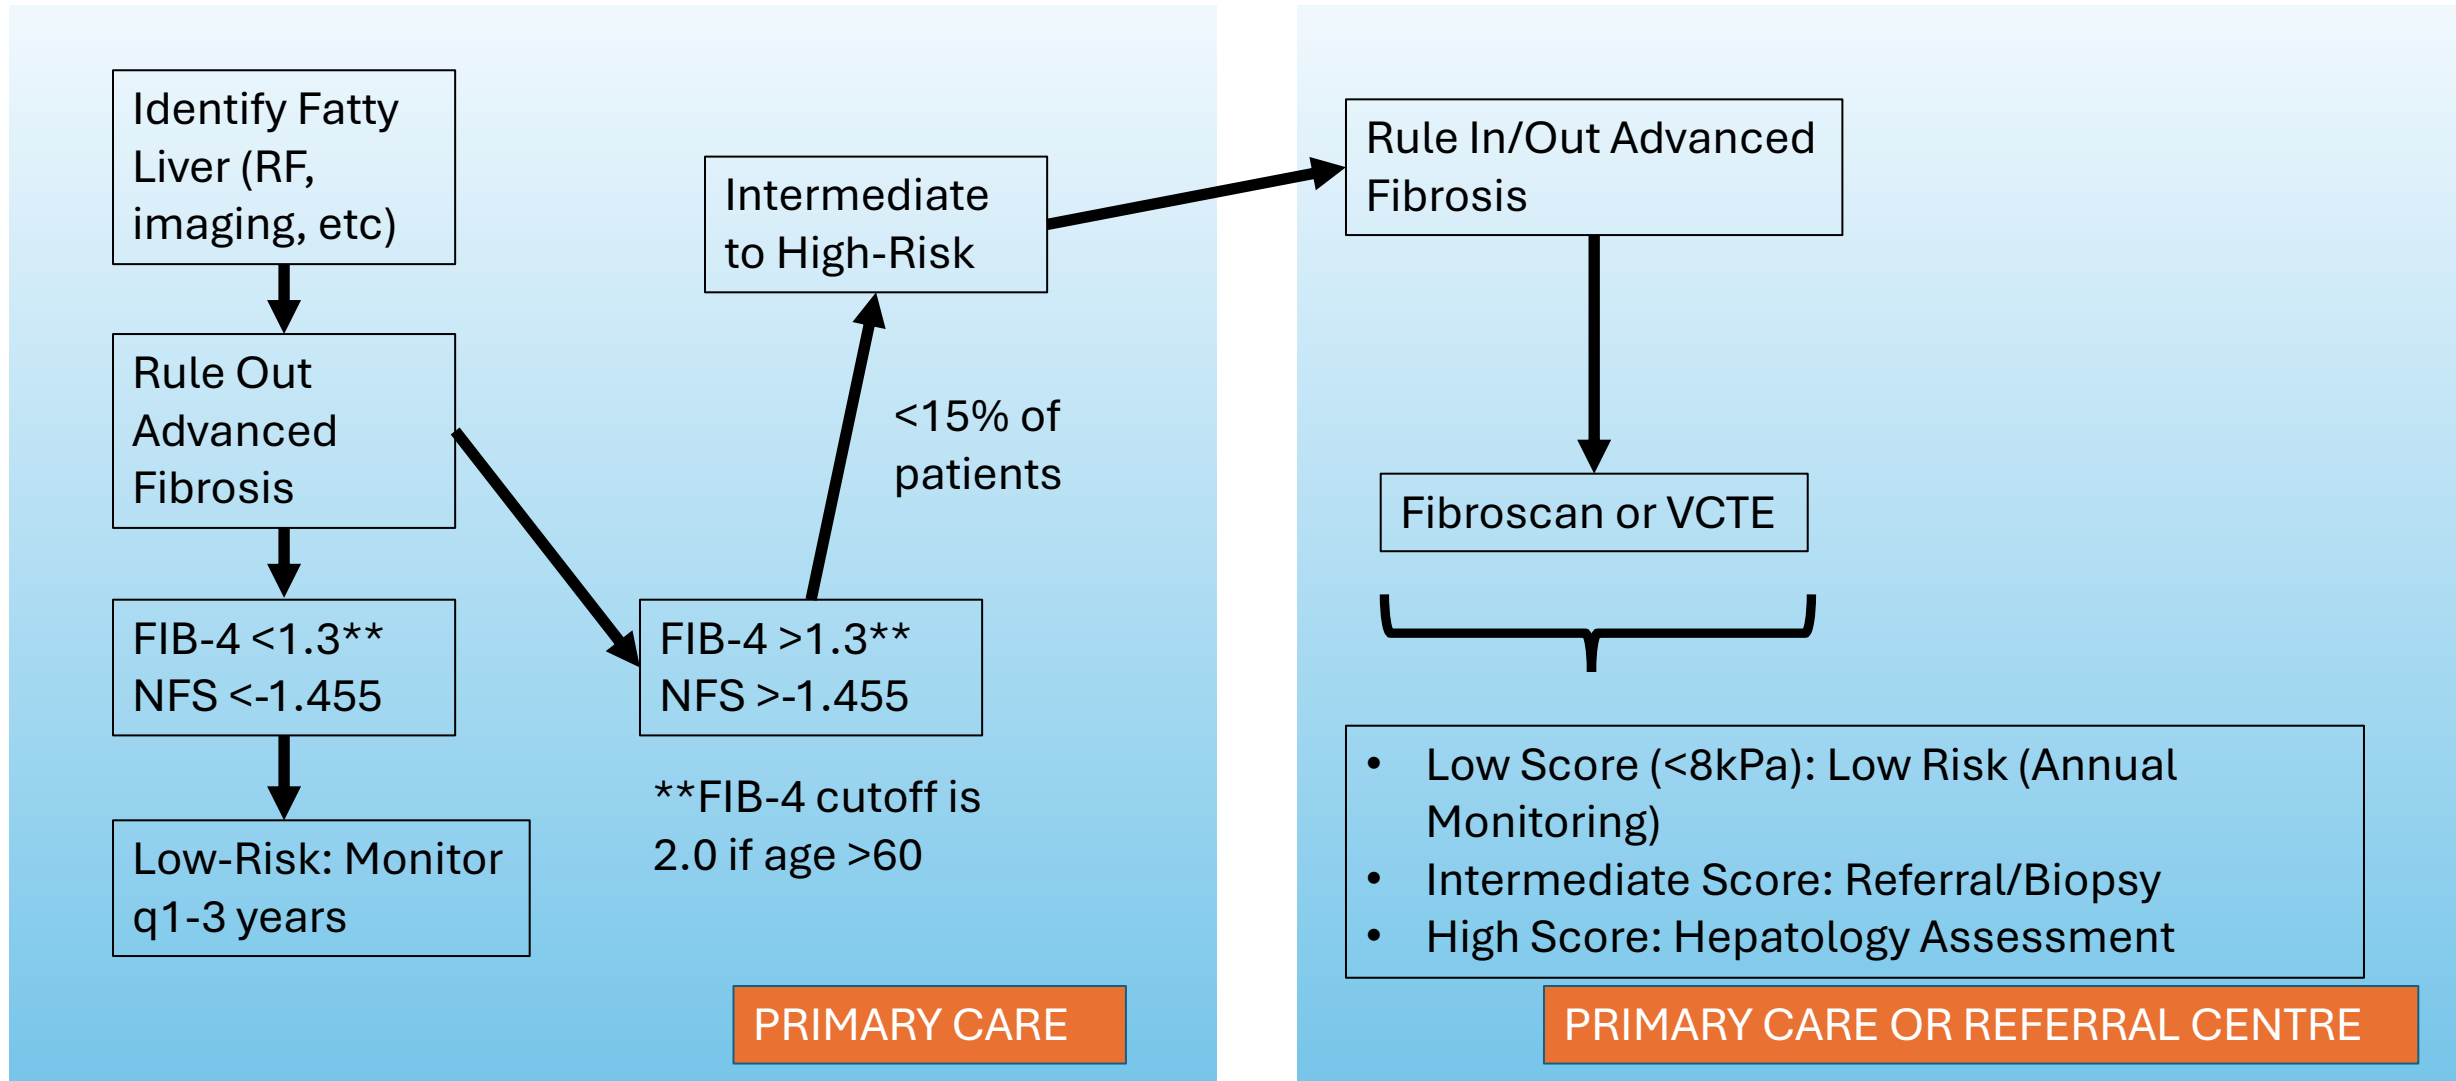 Identify Fatty
Liver (RF,
imaging, etc)
Rule Out
Advanced
Fibrosis
FIB-4 <1.3**
NFS <-1.455
Low-Risk: Monitor
q1-3 years
FIB-4 >1.3**
NFS >-1.455
**FIB-4 cutoff is
2.0 if age >60
<15% of
patients
Intermediate
to High-Risk
PRIMARY CARE
Rule In/Out Advanced
Fibrosis
Fibroscan or VCTE
• Low Score (<8kPa): Low Risk (Annual
Monitoring)
• Intermediate Score: Referral/Biopsy
• High Score: Hepatology Assessment
PRIMARY CARE OR REFERRAL CENTRE